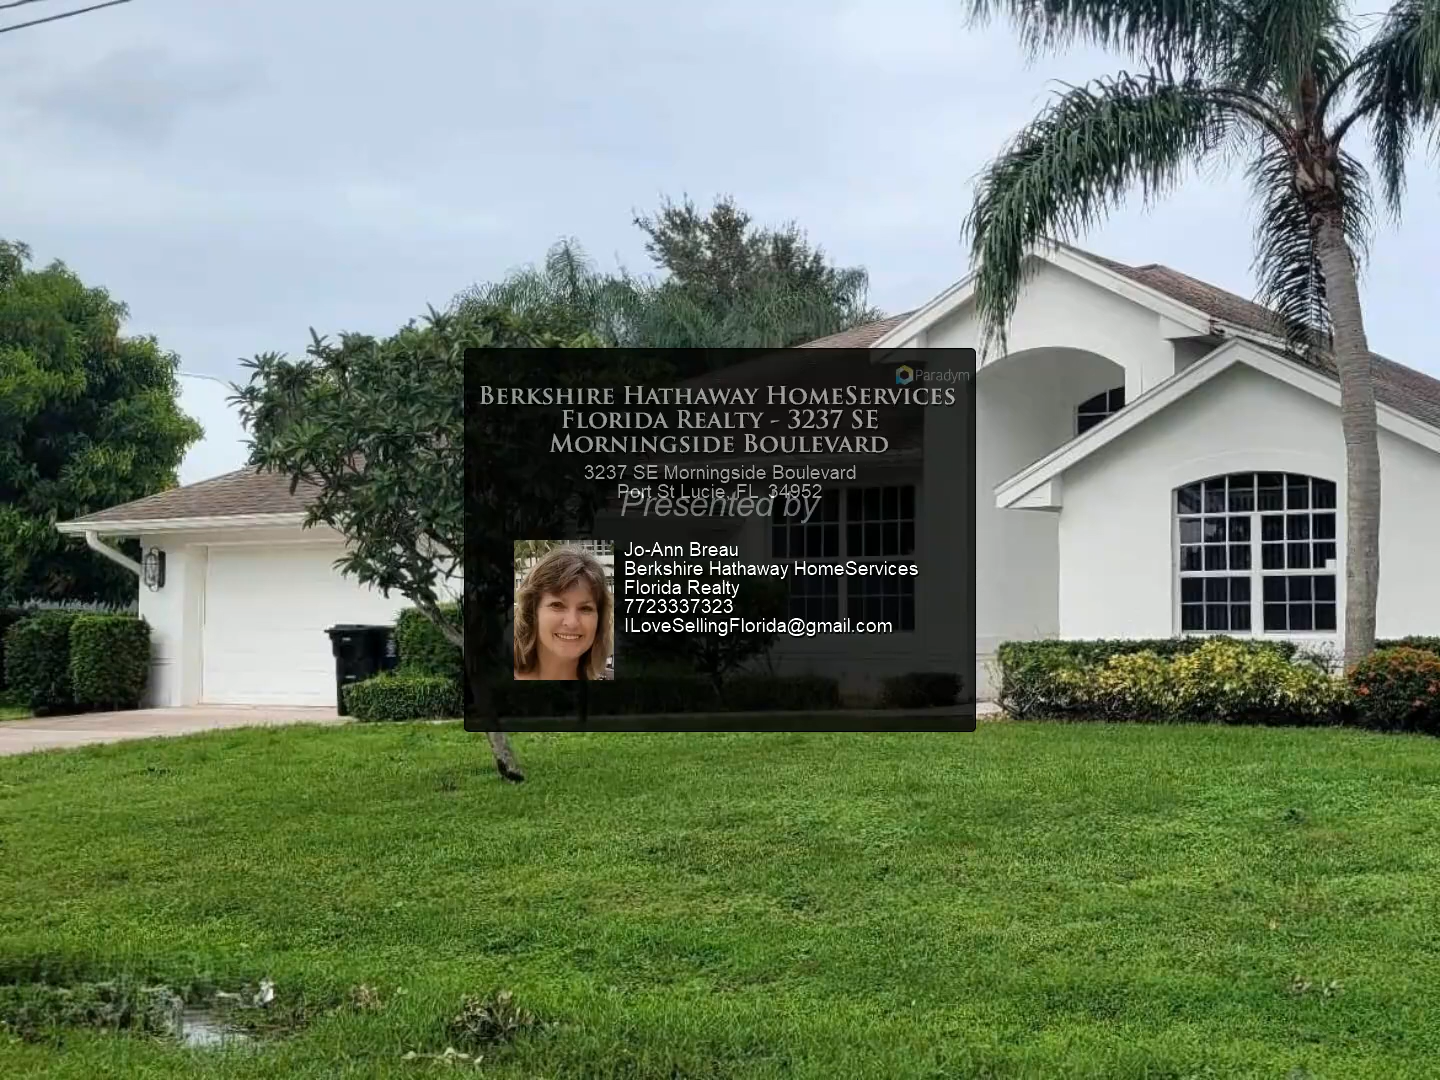 Paradym
Berkshire Hathaway HomeServices
Florida Realty - 3237 SE
Morningside Boulevard
3237 SE Morningside Boulevard
Port St Lucie, FL 34952
Presented by
Jo-Ann Breau
Berkshire Hathaway HomeServices
Florida Realty
7723337323
ILoveSellingFlorida@gmail.com